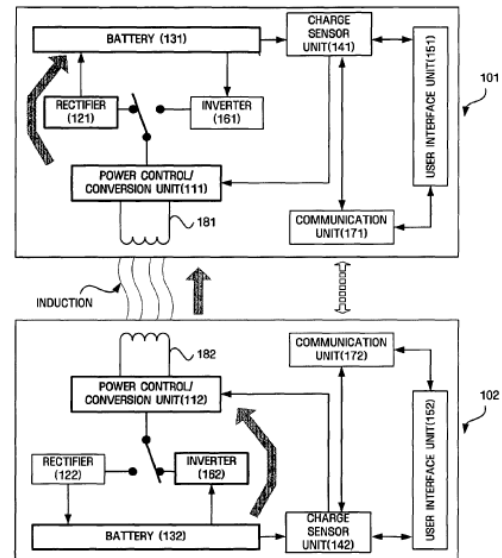 BATTERY (131)
CHARGE
SENSOR
UNIT(141)
USER INTERFACE UNIT(151)
101
RECTIFIER
(121)
INVERTER
(161)
POWER CONTROL/
CONVERSION UNIT(111)
181
COMMUNICATION
UNIT(171)
INDUCTION
182
COMMUNICATION
UNIT(172)
POWER CONTROL/
CONVERSION UNIT(112)
102
USER INTERFACE UNIT(152)
RECTIFIER
(122)
INVERTER
(162)
BATTERY (132)
CHARGE
SENSOR
UNIT(142)